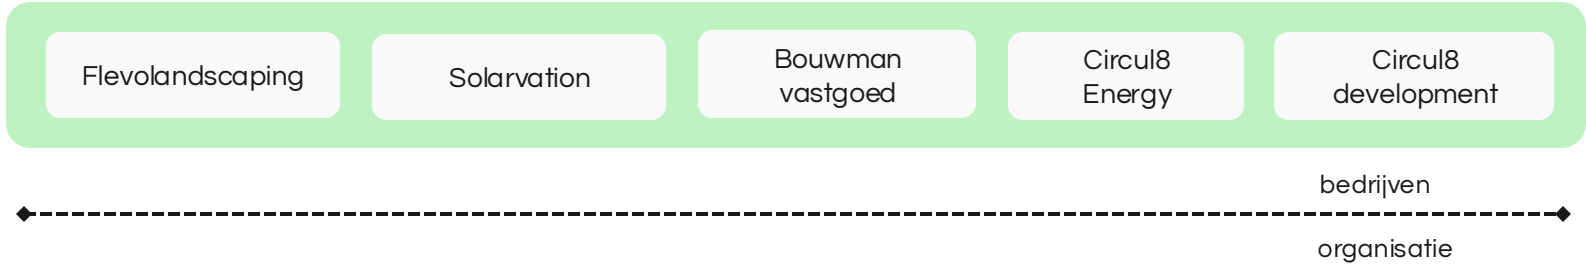 Flevolandscaping
Solarvation
Bouwman
vastgoed
Circul8
Energy
Circul8
development
bedrijven
organisatie